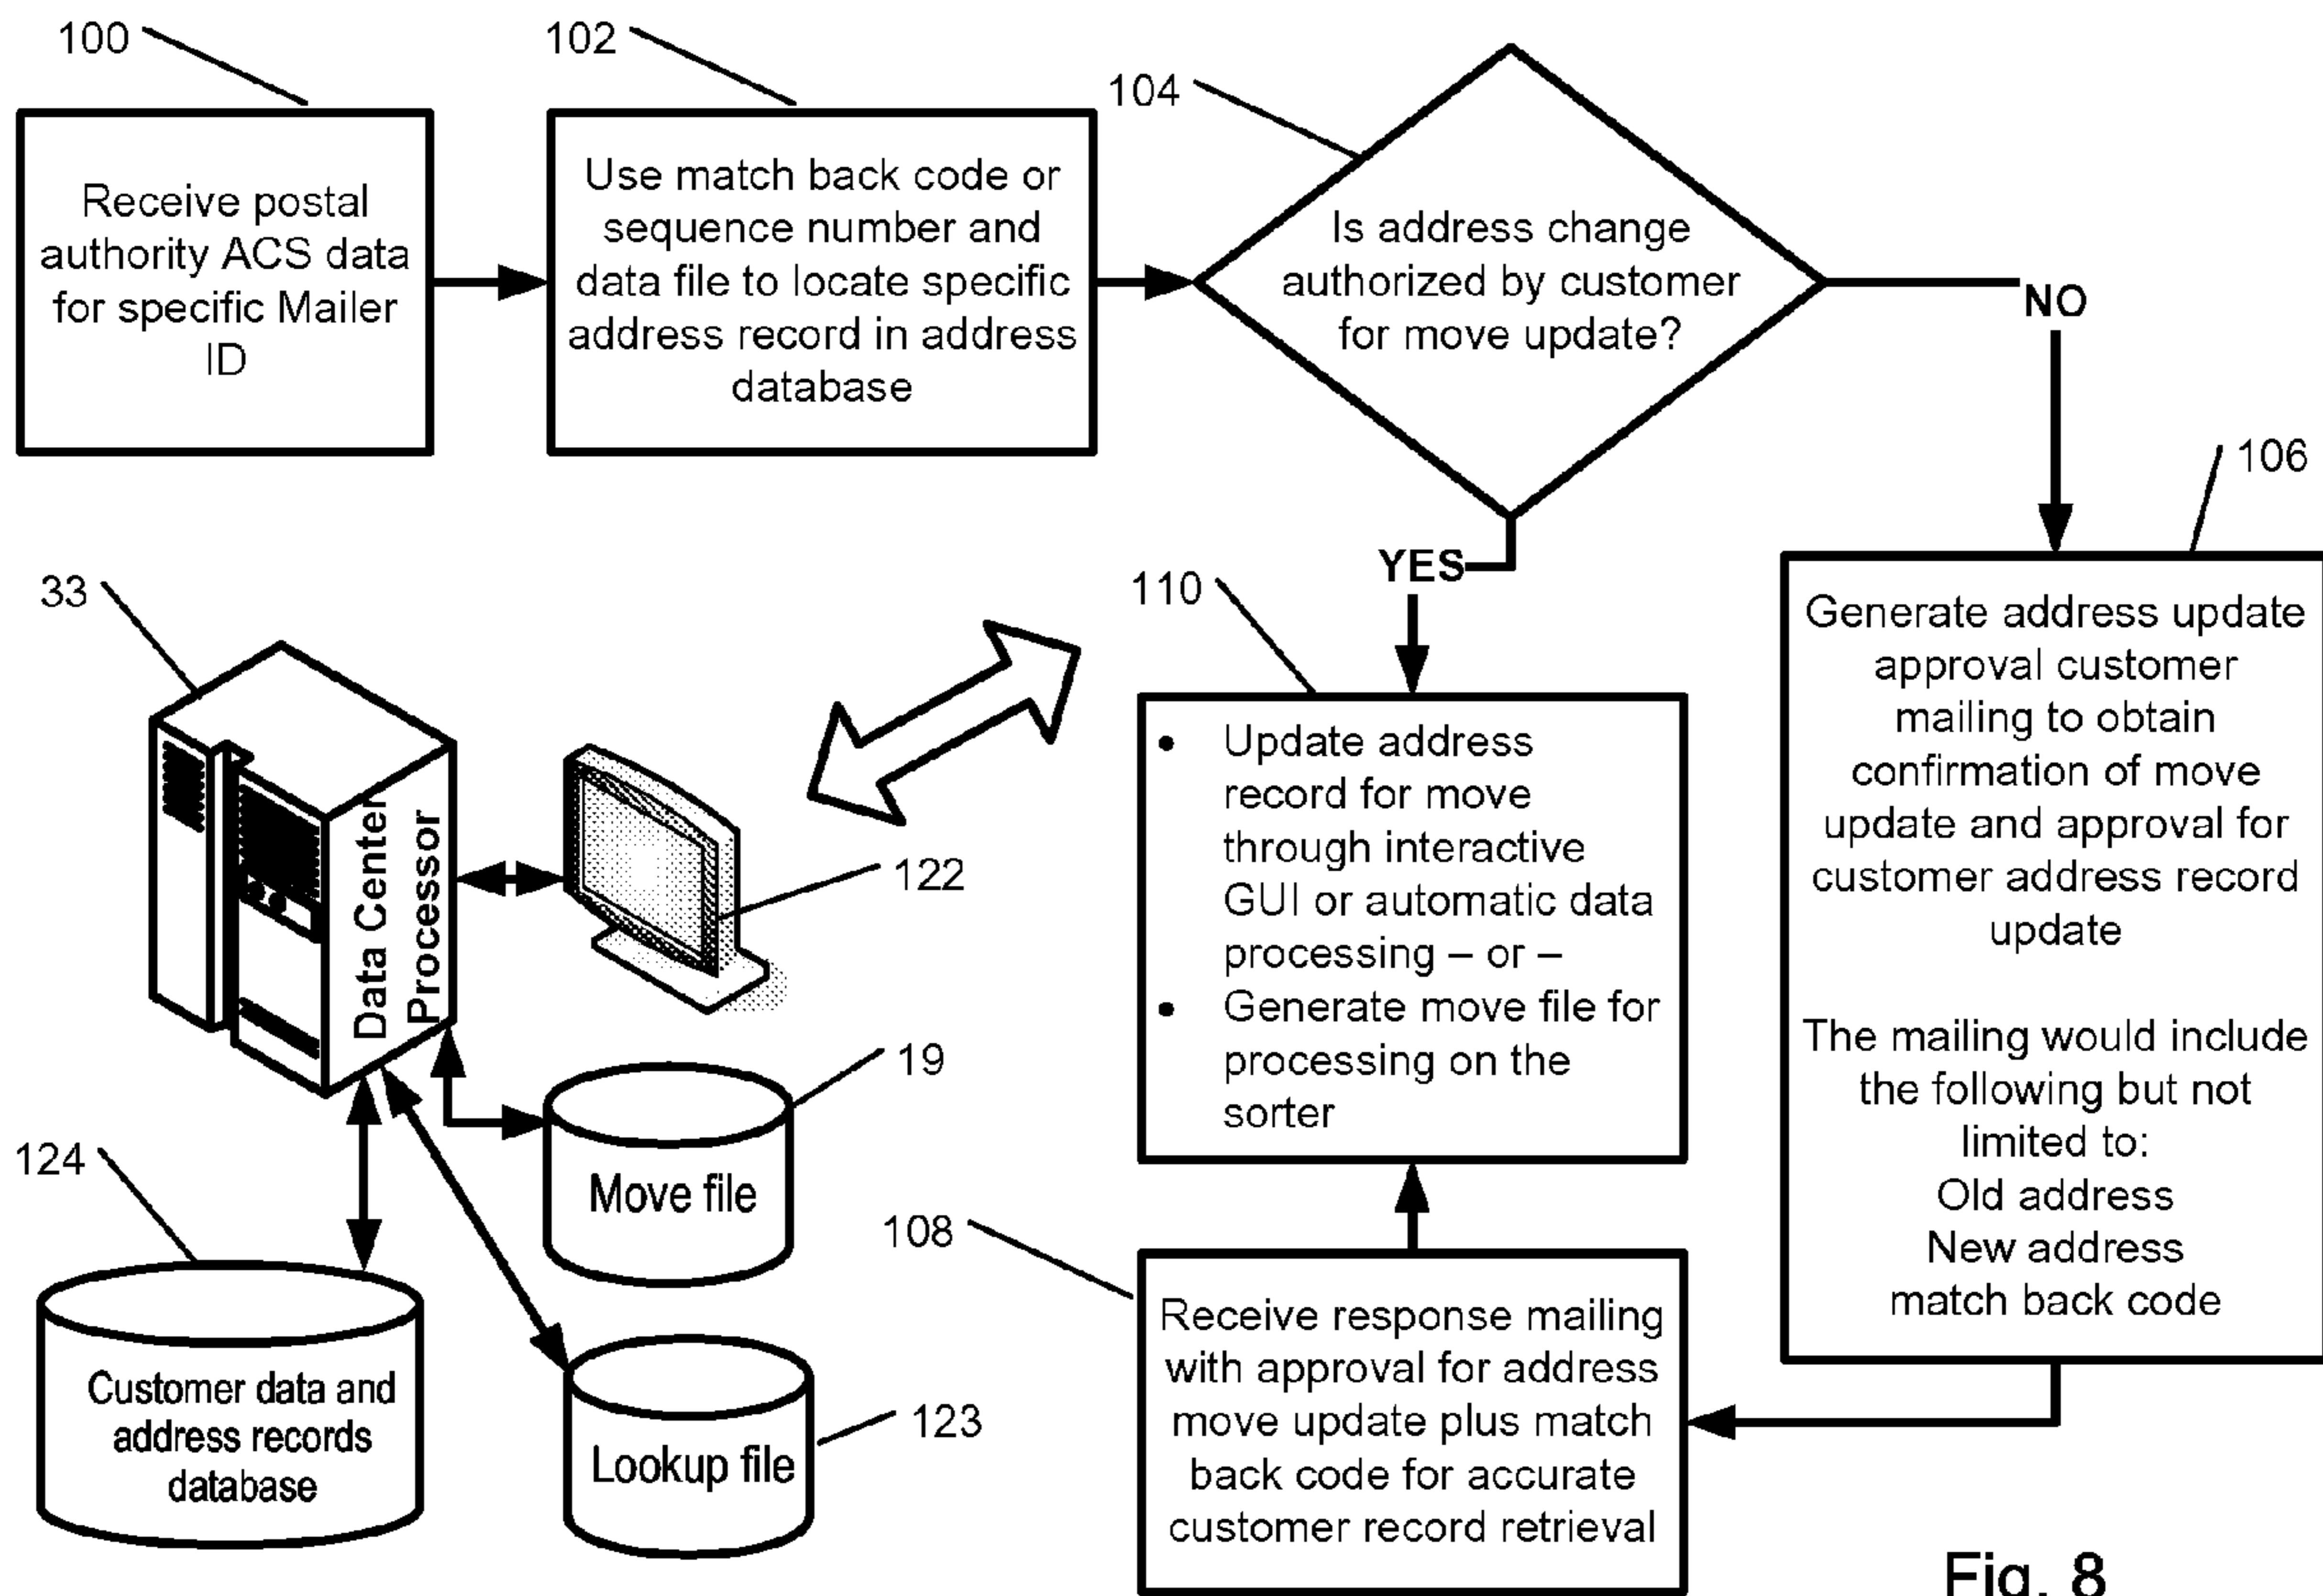 100
102
104
Receive postal
authority ACS data
for specific Mailer
ID
Use match back code or
sequence number and
data file to locate specific
address record in address
database
Is address change
authorized by customer
for move update?
NO
YES
106
Generate address update
approval customer
mailing to obtain
confirmation of move
update and approval for
customer address record
update
The mailing would include
the following but not
limited to:
Old address
New address
match back code
110
• Update address
record for move
through interactive
GUI or automatic data
processing – or –
• Generate move file for
processing on the
sorter
108
Receive response mailing
with approval for address
move update plus match
back code for accurate
customer record retrieval
33
Data Center
Processor
122
19
Move file
124
Customer data and
address records
database
123
Lookup file
Fig. 8